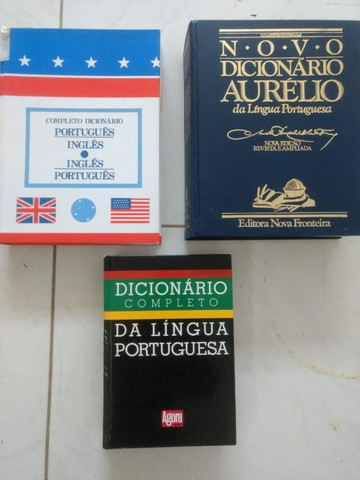 COMPLETO DICIONÁRIO
PORTUGUÊS
INGLÊS
INGLÊS
PORTUGUÊS
NOVO
DICIONÁRIO
AURÉLIO
da Língua Portuguesa
NOVA EDIÇÃO
REVISTA E AMPLIADA
Editora Nova Fronteira
DICIONÁRIO
COMPLETO
DA LÍNGUA
PORTUGUESA
Agora